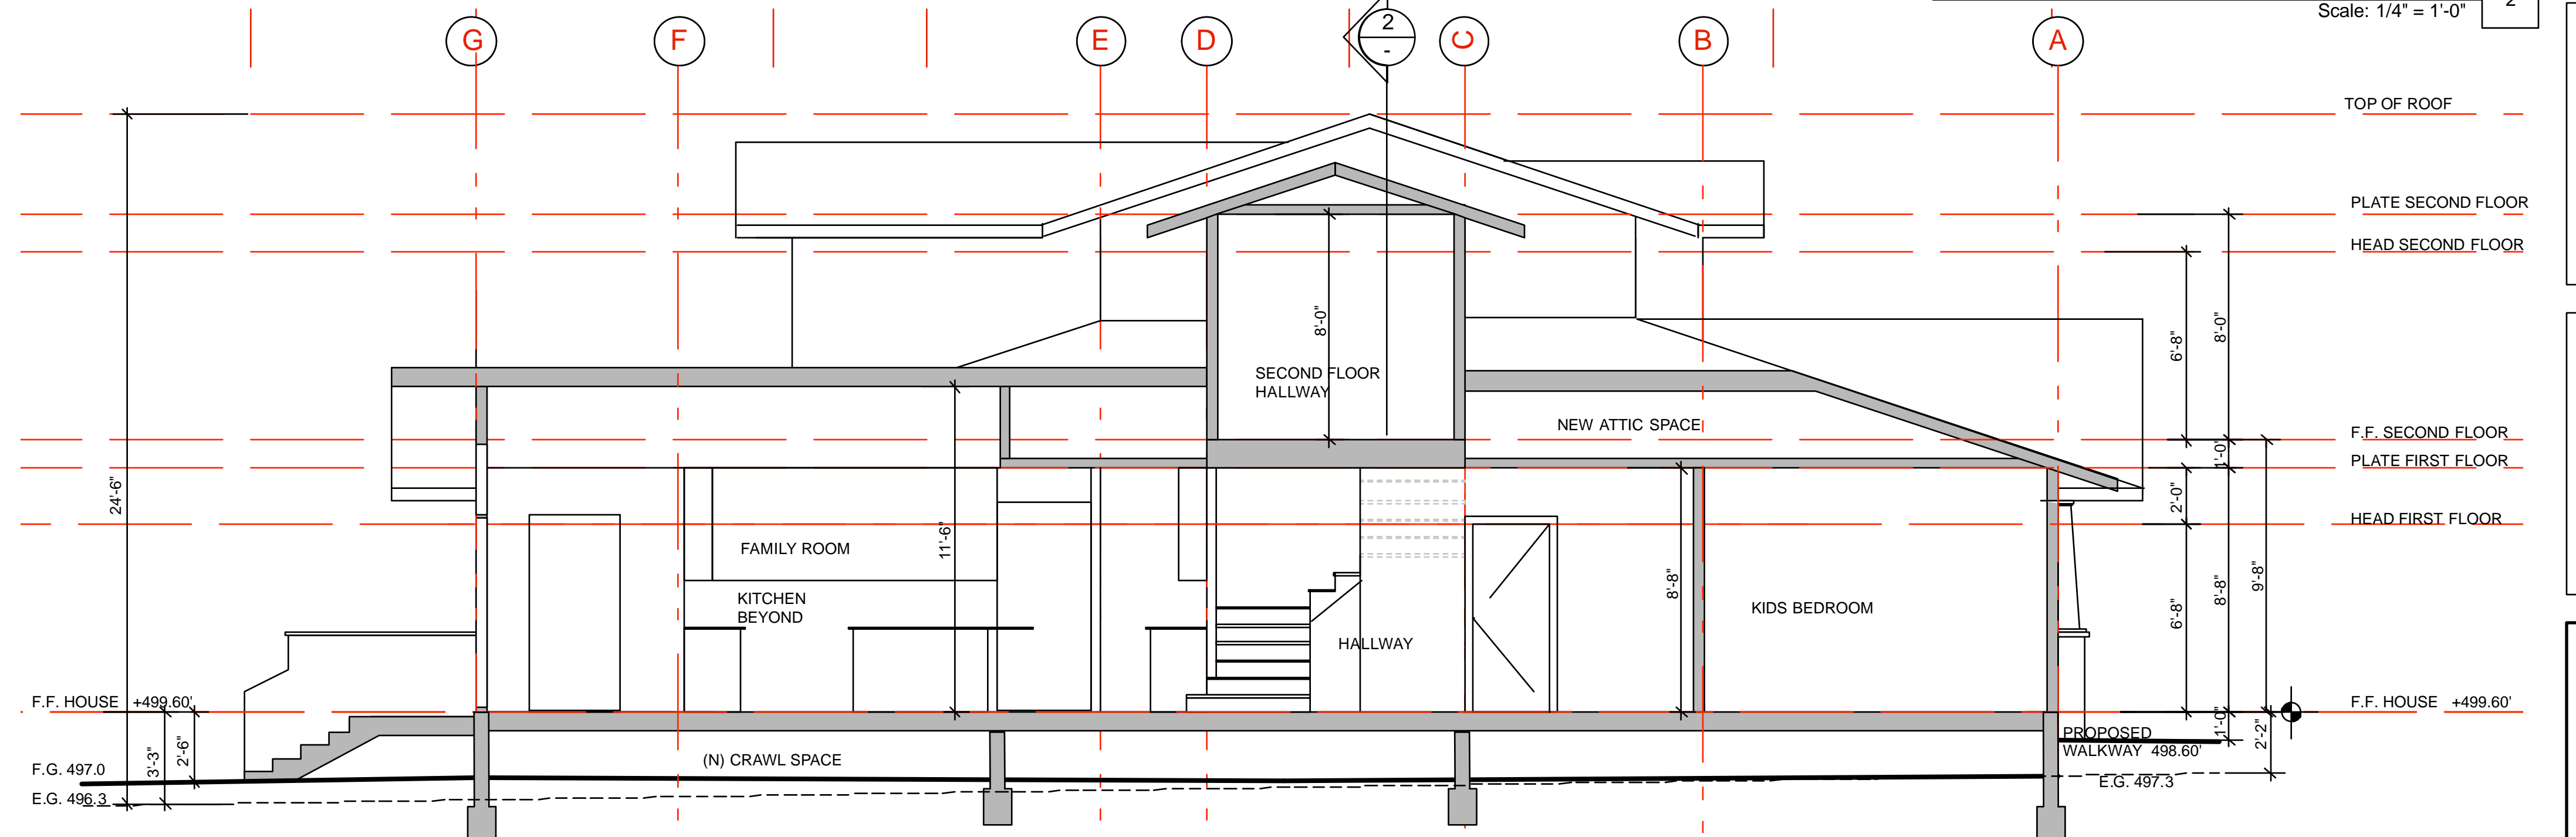 2
Scale: 1/4" = 1'-0"
G
F
E
D
2
-
C
B
A
TOP OF ROOF
PLATE SECOND FLOOR
HEAD SECOND FLOOR
8'-0"
6'-8"
8'-0"
SECOND FLOOR
HALLWAY
NEW ATTIC SPACE
F.F. SECOND FLOOR
1'-0"
PLATE FIRST FLOOR
24'-6"
2'-0"
HEAD FIRST FLOOR
11'-6"
FAMILY ROOM
8'-8"
6'-8"
8'-8"
9'-8"
KITCHEN
BEYOND
KIDS BEDROOM
HALLWAY
F.F. HOUSE +499.60'
F.F. HOUSE +499.60'
3'-3"
2'-6"
1'-0"
2'-2"
PROPOSED
WALKWAY 498.60'
(N) CRAWL SPACE
F.G. 497.0
E.G. 497.3
E.G. 496.3